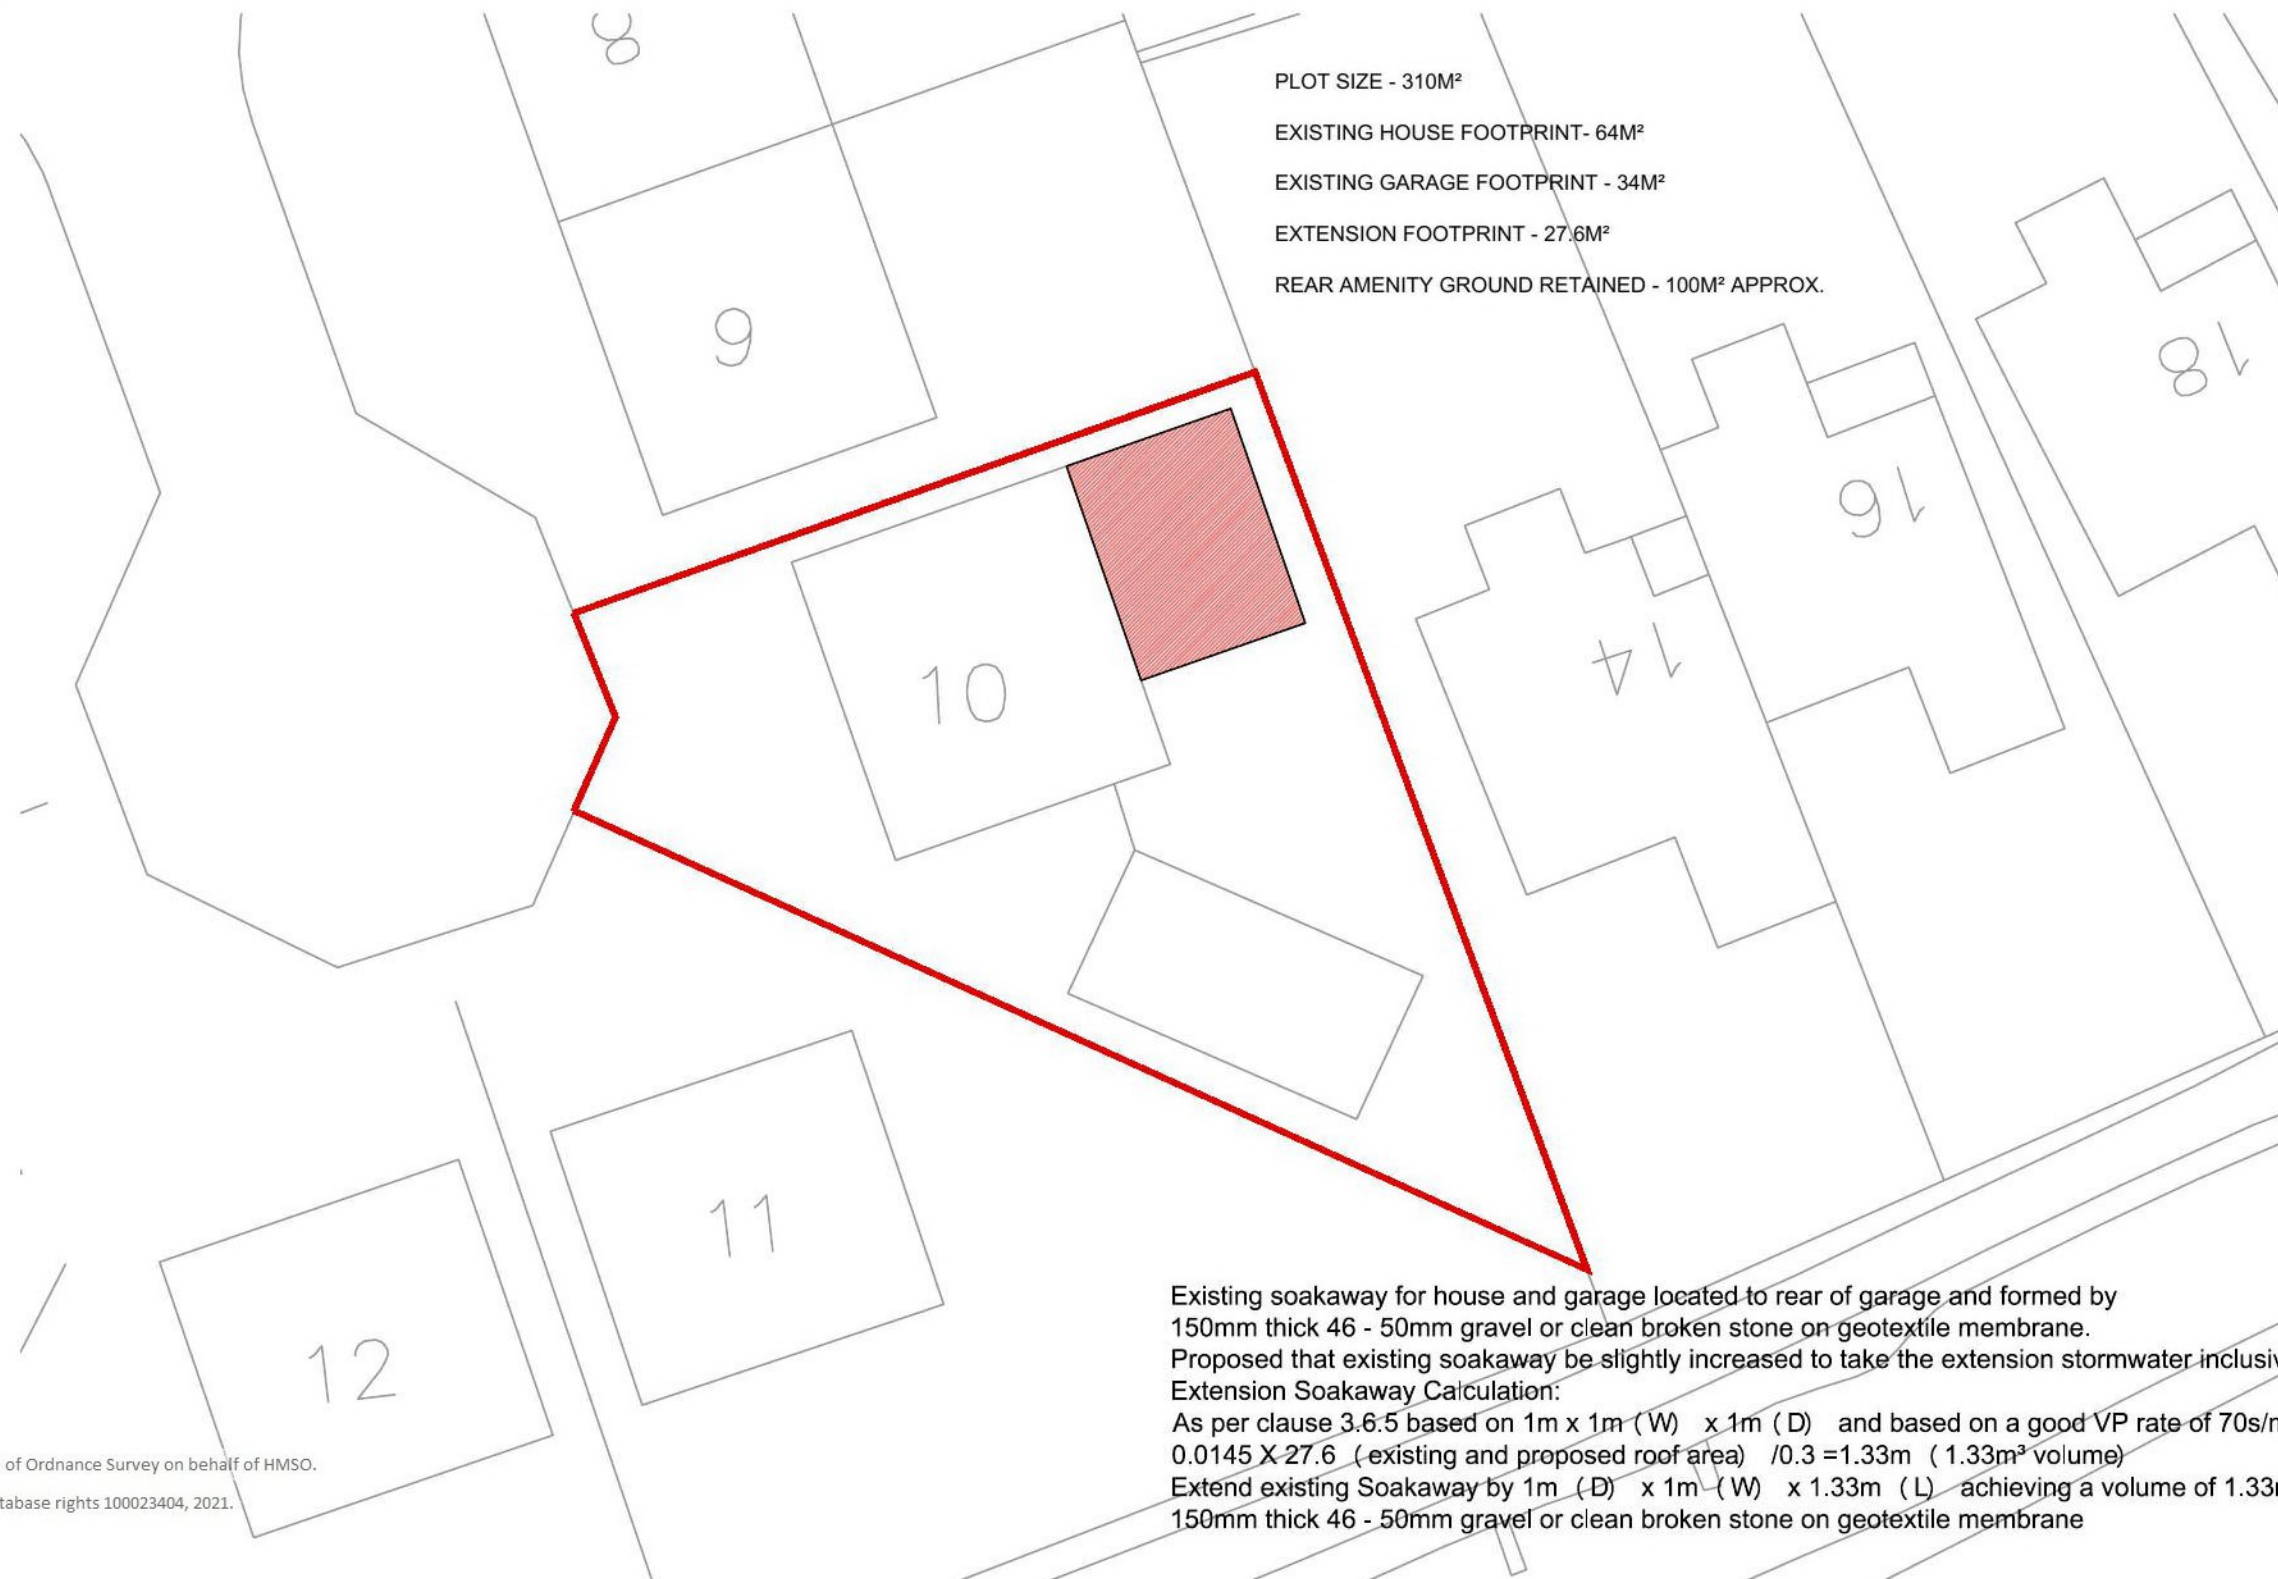 8
PLOT SIZE - 310M²
EXISTING HOUSE FOOTPRINT- 64M²
EXISTING GARAGE FOOTPRINT - 34M²
EXTENSION FOOTPRINT - 27.6M²
REAR AMENITY GROUND RETAINED - 100M² APPROX.
9
18
16
14
10
11
12
Existing soakaway for house and garage located to rear of garage and formed by
150mm thick 46 - 50mm gravel or clean broken stone on geotextile membrane.
Proposed that existing soakaway be slightly increased to take the extension stormwater
Extension Soakaway Calculation:
As per clause 3.6.5 based on 1m x 1m (W) x 1m (D) and based on a good VP rate of
0.0145 X 27.6 (existing and proposed roof area) /0.3 =1.33m (1.33m³ volume)
Extend existing Soakaway by 1m (D) x 1m (W) x 1.33m (L) achieving a volume of
150mm thick 46 - 50mm gravel or clean broken stone on geotextile membrane
of Ordnance Survey on behalf of HMSO.
rights 100023404, 2021.